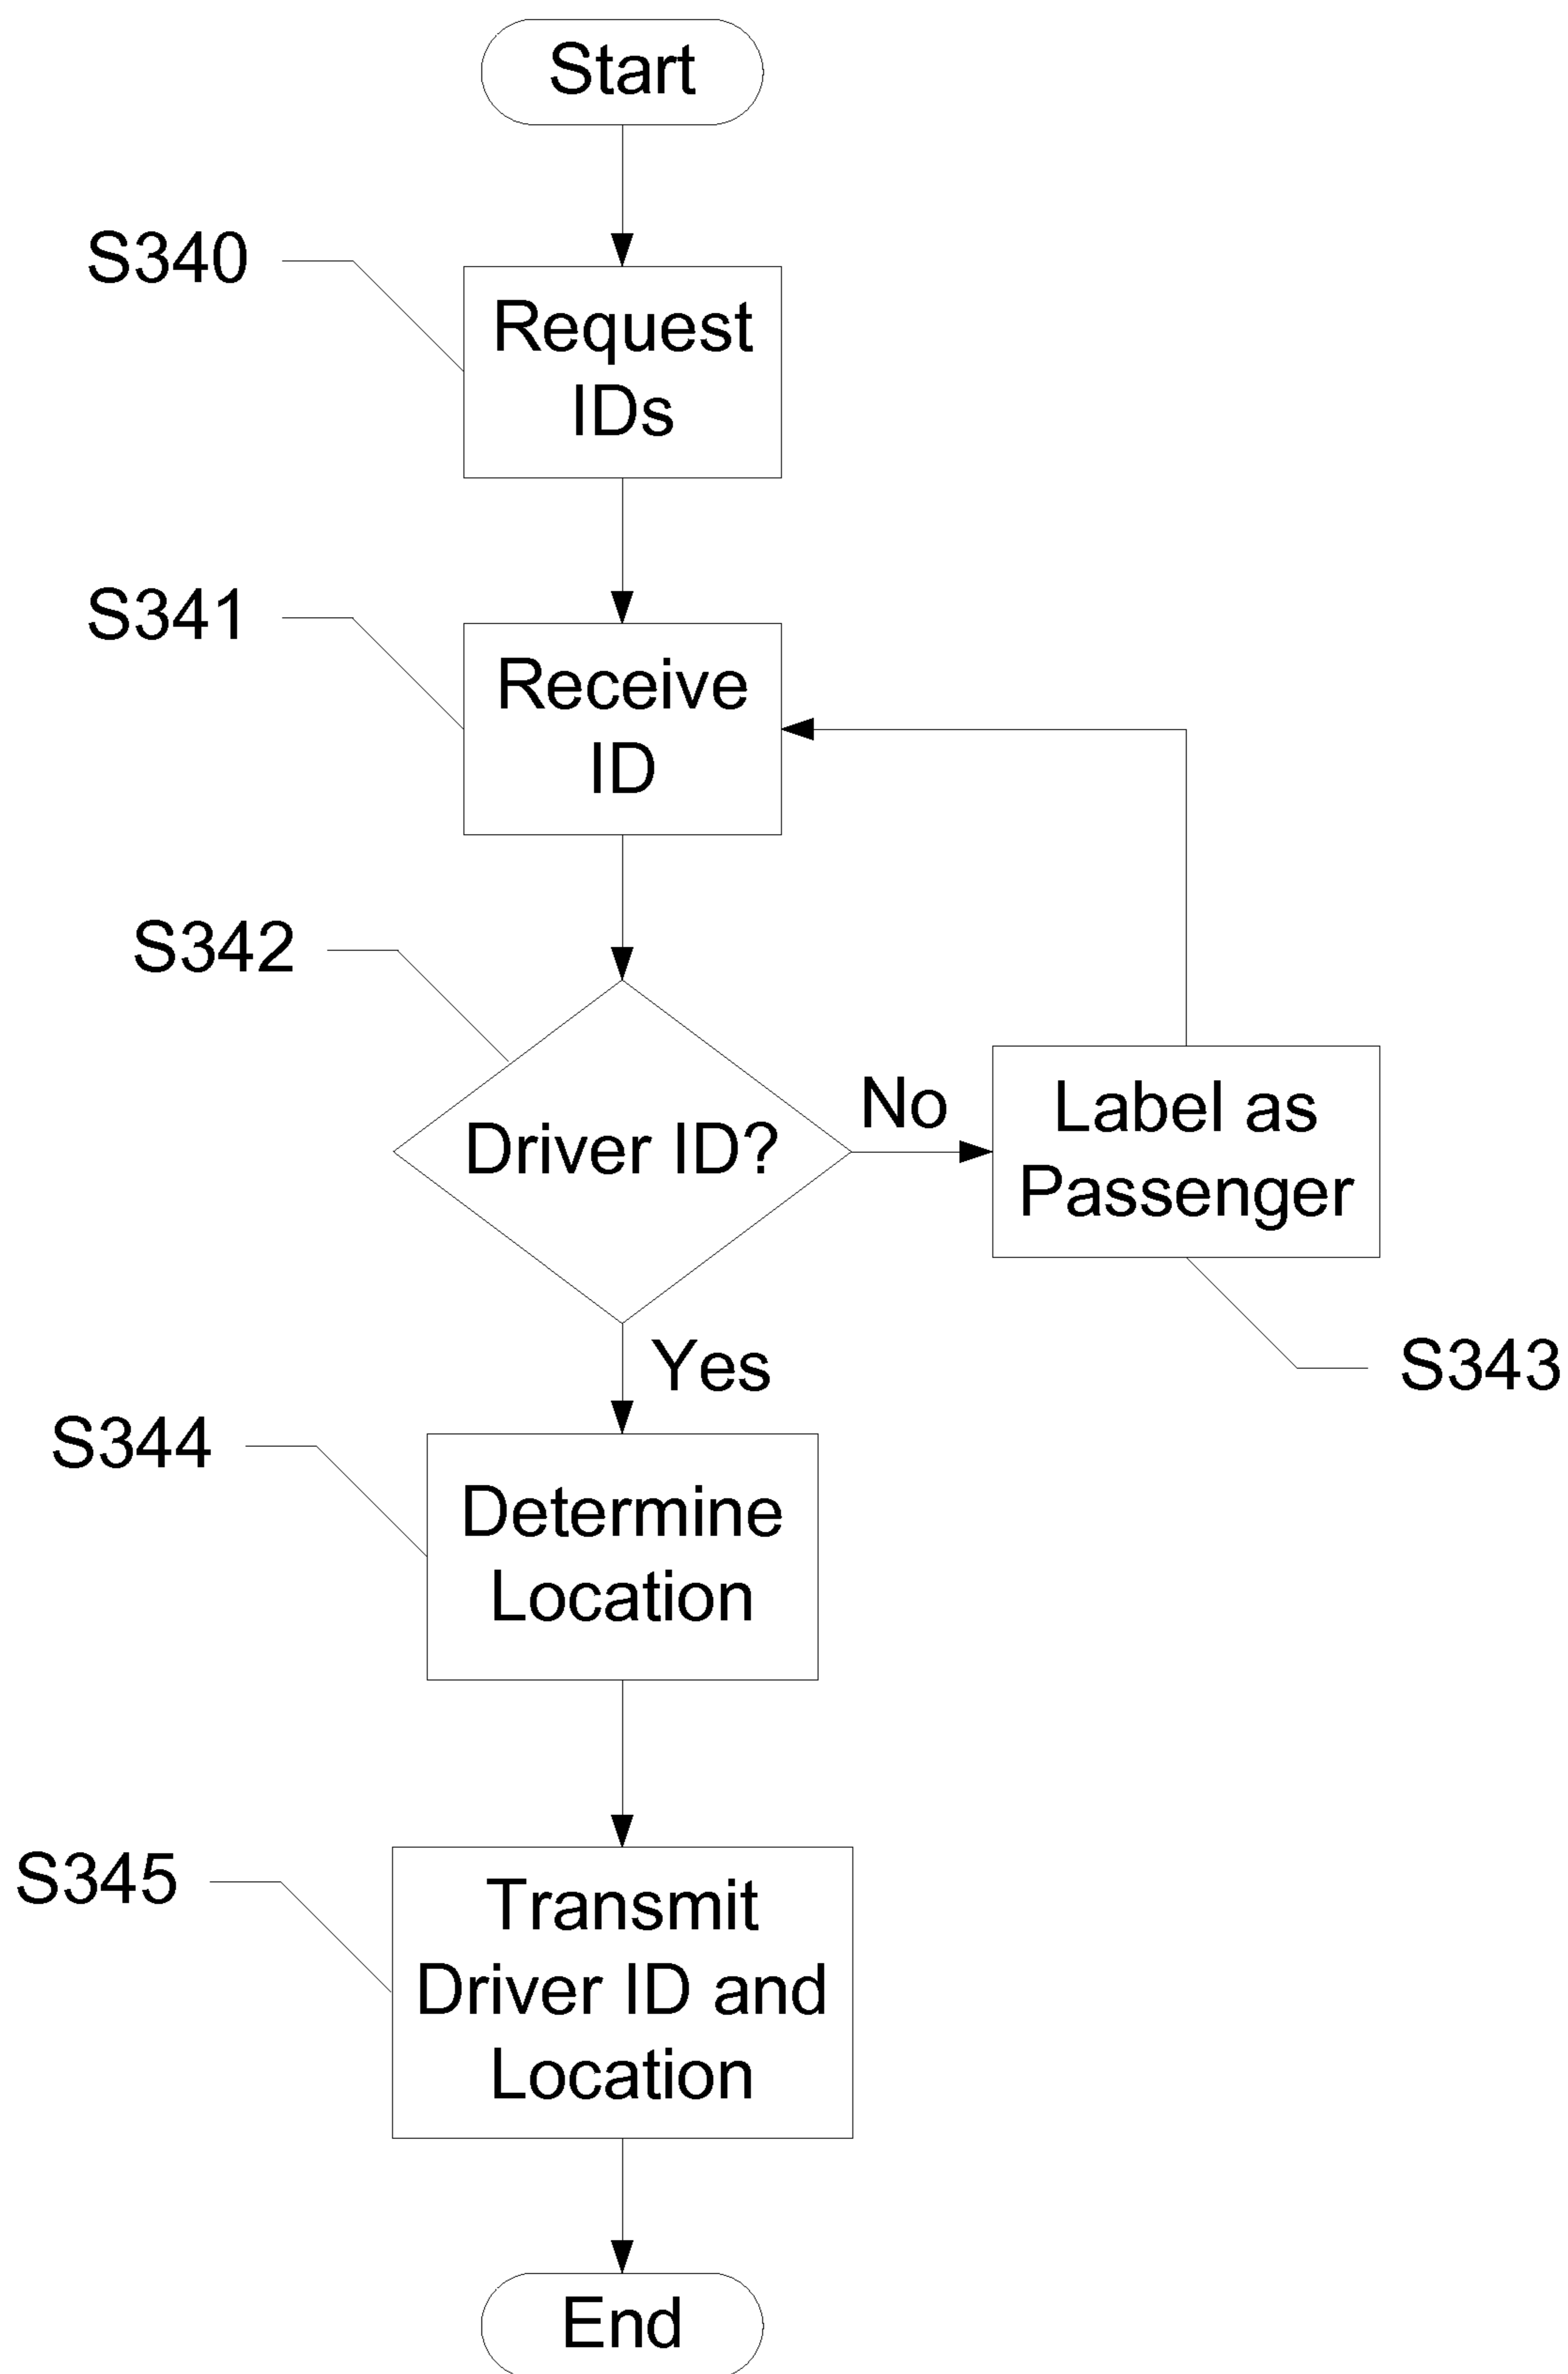 Start
S340
Request
IDs
S341
Receive
ID
S342
Driver ID?
No
Label as
Passenger
S343
Yes
S344
Determine
Location
S345
Transmit
Driver ID and
Location
End